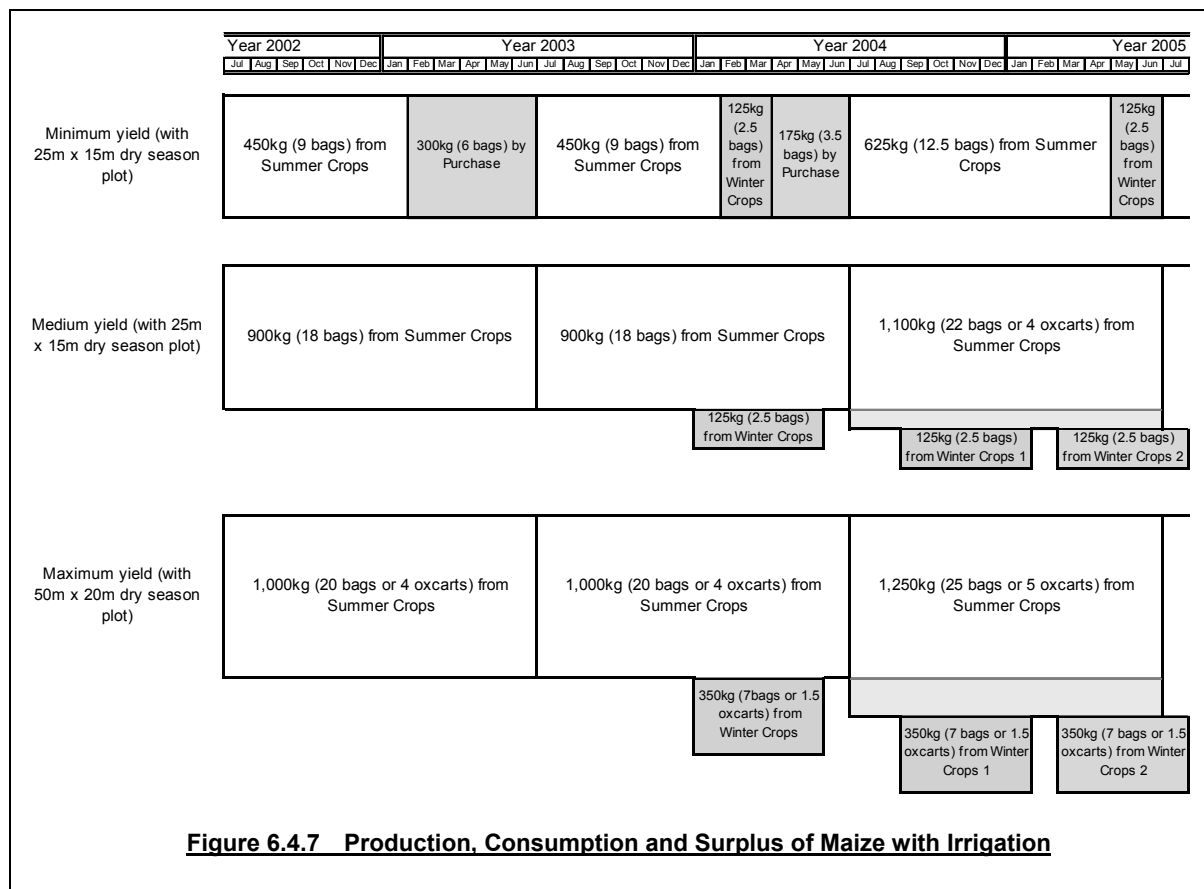 Year 2002 Year 2003 Year 2004 Year 2005
Jul Aug Sep Oct Nov Dec Jan Feb Mar Apr May Jun Jul Aug Sep Oct Nov Dec Jan Feb Mar Apr May Jun Jul Aug Sep Oct Nov Dec Jan Feb Mar Apr May Jun Jul
Minimum yield (with
25m x 15m dry season
plot)
450kg (9 bags) from
Summer Crops
300kg (6 bags) by
Purchase
450kg (9 bags) from
Summer Crops
125kg
(2.5
bags)
from
Winter
Crops
175kg (3.5
bags) by
Purchase
625kg (12.5 bags) from Summer
Crops
125kg
(2.5
bags)
from
Winter
Crops
Medium yield (with 25m
x 15m dry season plot)
900kg (18 bags) from Summer Crops
900kg (18 bags) from Summer Crops
1,100kg (22 bags or 4 oxcarts) from
Summer Crops
125kg (2.5 bags)
from Winter Crops
125kg (2.5 bags)
from Winter Crops 1
125kg (2.5 bags)
from Winter Crops 2
Maximum yield (with
50m x 20m dry season
plot)
1,000kg (20 bags or 4 oxcarts) from
Summer Crops
1,000kg (20 bags or 4 oxcarts) from
Summer Crops
1,250kg (25 bags or 5 oxcarts) from
Summer Crops
350kg (7bags or 1.5
oxcarts) from
Winter Crops
350kg (7 bags or 1.5
oxcarts) from Winter
Crops 1
350kg (7 bags or 1.5
oxcarts) from Winter
Crops 2
Figure 6.4.7 Production, Consumption and Surplus of Maize with Irrigation